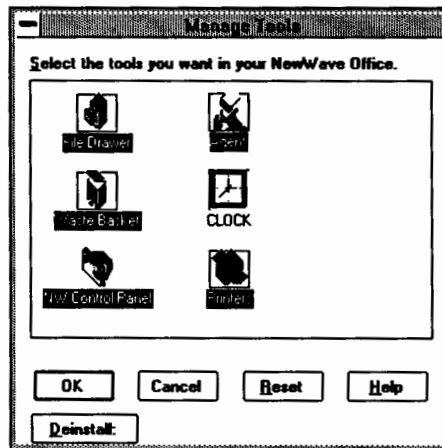 Manage Tools
Select the tools you want in your NewWave Office.
File Drawer
Agent
Waste Basket
CLOCK
NW Control Panel
Printers
OK
Cancel
Reset
Help
Deinstall: